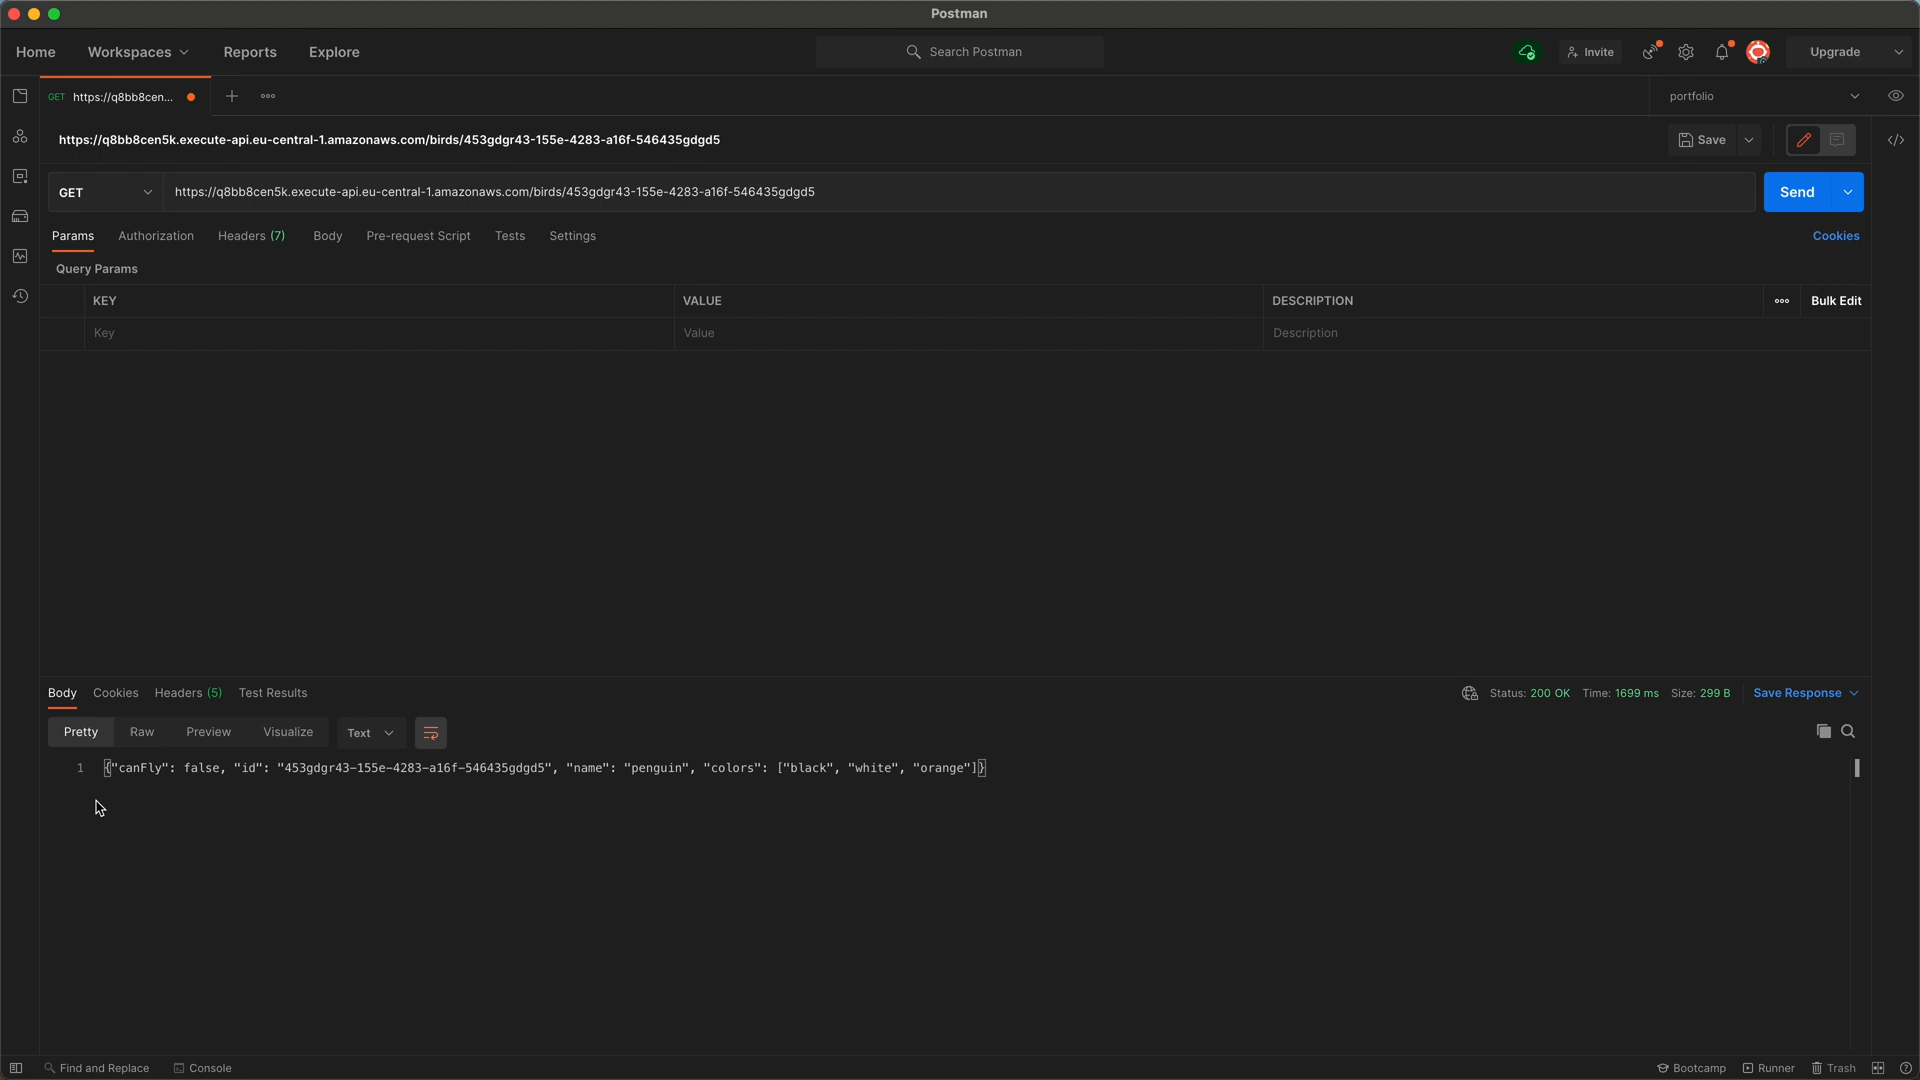 Postman
Home Workspaces Reports Explore Search Postman Invite Upgrade
GET https://q8bb8cen... portfolio
https://q8bb8cen5k.execute-api.eu-central-1.amazonaws.com/birds/453gdgr43-155e-4283-a16f-546435gdgd5 Save
GET https://q8bb8cen5k.execute-api.eu-central-1.amazonaws.com/birds/453gdgr43-155e-4283-a16f-546435gdgd5 Send
Params Authorization Headers (7) Body Pre-request Script Tests Settings Cookies
Query Params
KEY VALUE DESCRIPTION Bulk Edit
Key Value Description
Body Cookies Headers (5) Test Results Status: 200 OK Time: 1699 ms Size: 299 B Save Response
Pretty Raw Preview Visualize Text
1 {"canFly": false, "id": "453gdgr43-155e-4283-a16f-546435gdgd5", "name": "penguin", "colors": ["black", "white", "orange"]}
Find and Replace Console Bootcamp Runner Trash